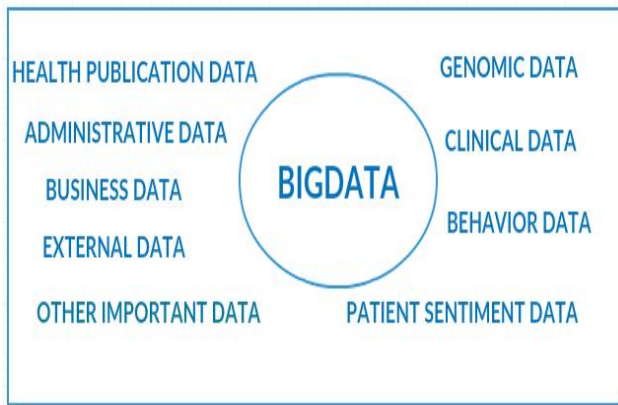 HEALTH PUBLICATION DATA
ADMINISTRATIVE DATA
BUSINESS DATA
EXTERNAL DATA
OTHER IMPORTANT DATA
BIGDATA
GENOMIC DATA
CLINICAL DATA
BEHAVIOR DATA
PATIENT SENTIMENT DATA